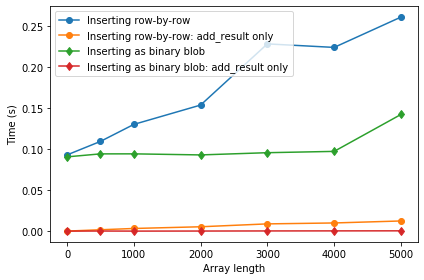 Inserting row-by-row
Inserting row-by-row: add_result only
Inserting as binary blob
Inserting as binary blob: add_result only
0.25
0.20
0.15
0.10
0.05
0.00
Time (s)
0 1000 2000 3000 4000 5000
Array length